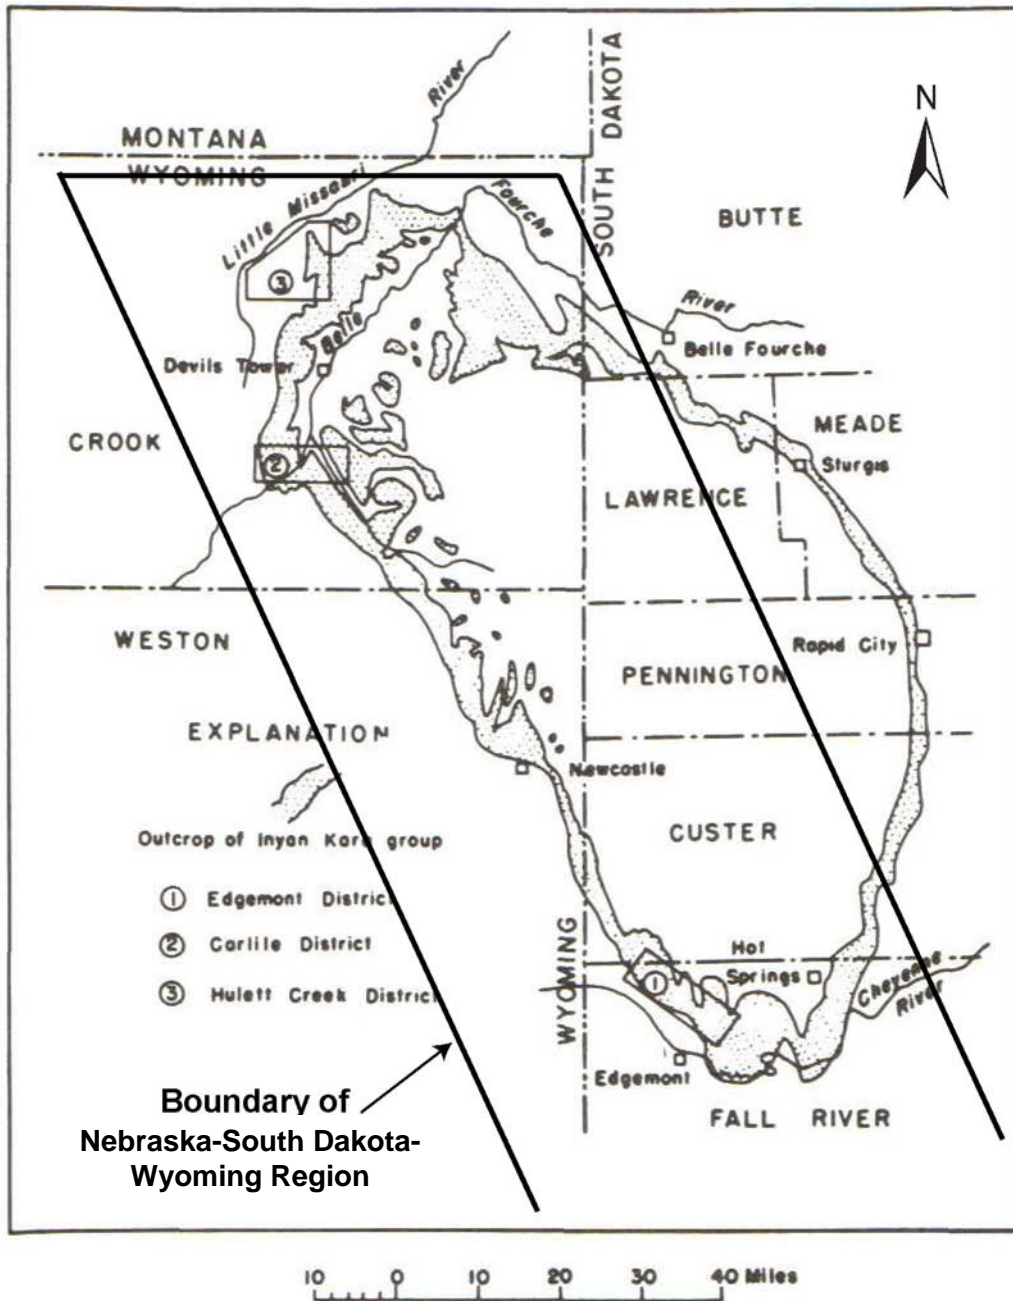 N
MONTANA
WYOMING
SOUTH DAKOTA
River
Little Missouri
Fourche
BUTTE
River
Belle
Belle Fourche
Devils Tower
3
MEADE
Sturgis
CROOK
2
LAWRENCE
WESTON
Rapid City
PENNINGTON
EXPLANATION
Newcastle
CUSTER
Outcrop of Inyan Kara group
1 Edgemont District
2 Carlile District
3 Hulett Creek District
WYOMING
Hot
Springs
1
Cheyenne
River
Edgemont
FALL RIVER
Boundary of
Nebraska-South Dakota-
Wyoming Region
10 0 10 20 30 40 Miles